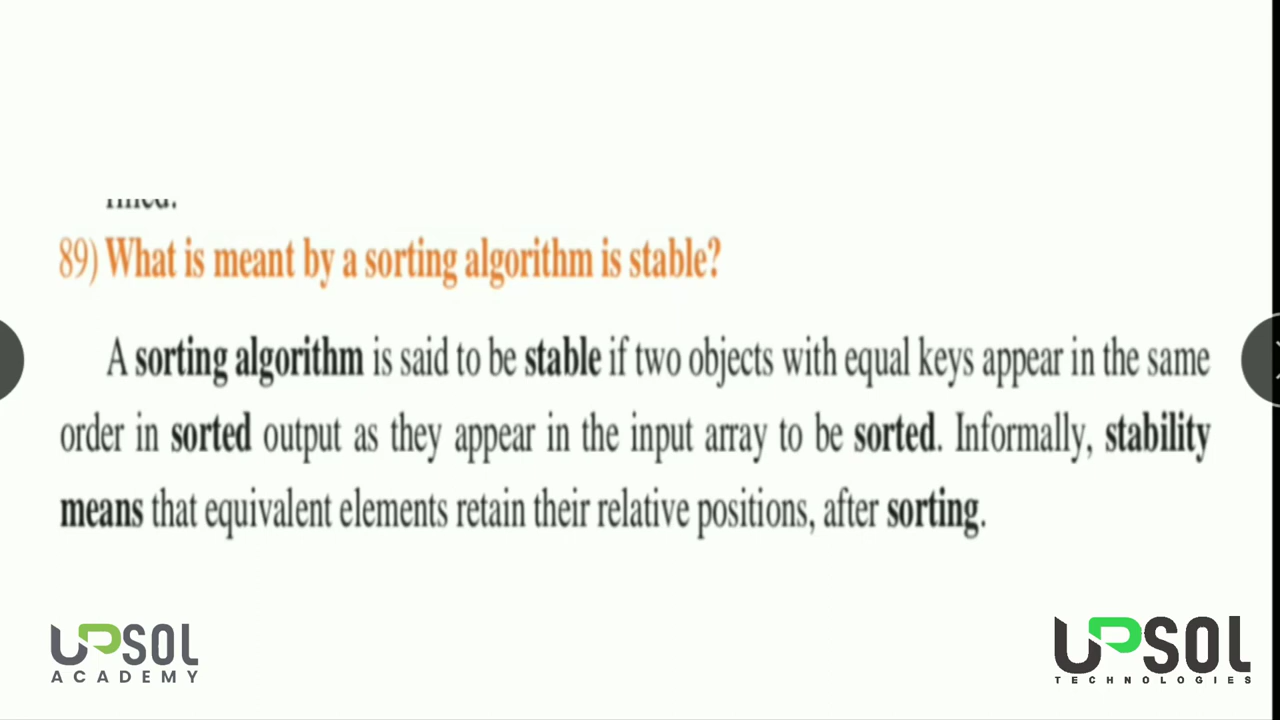 89) What is meant by a sorting algorithm is stable?
A sorting algorithm is said to be stable if two objects with equal keys appear in the same
order in sorted output as they appear in the input array to be sorted. Informally, stability
means that equivalent elements retain their relative positions, after sorting.
UPSOL
ACADEMY
UPSOL
TECHNOLOGIES